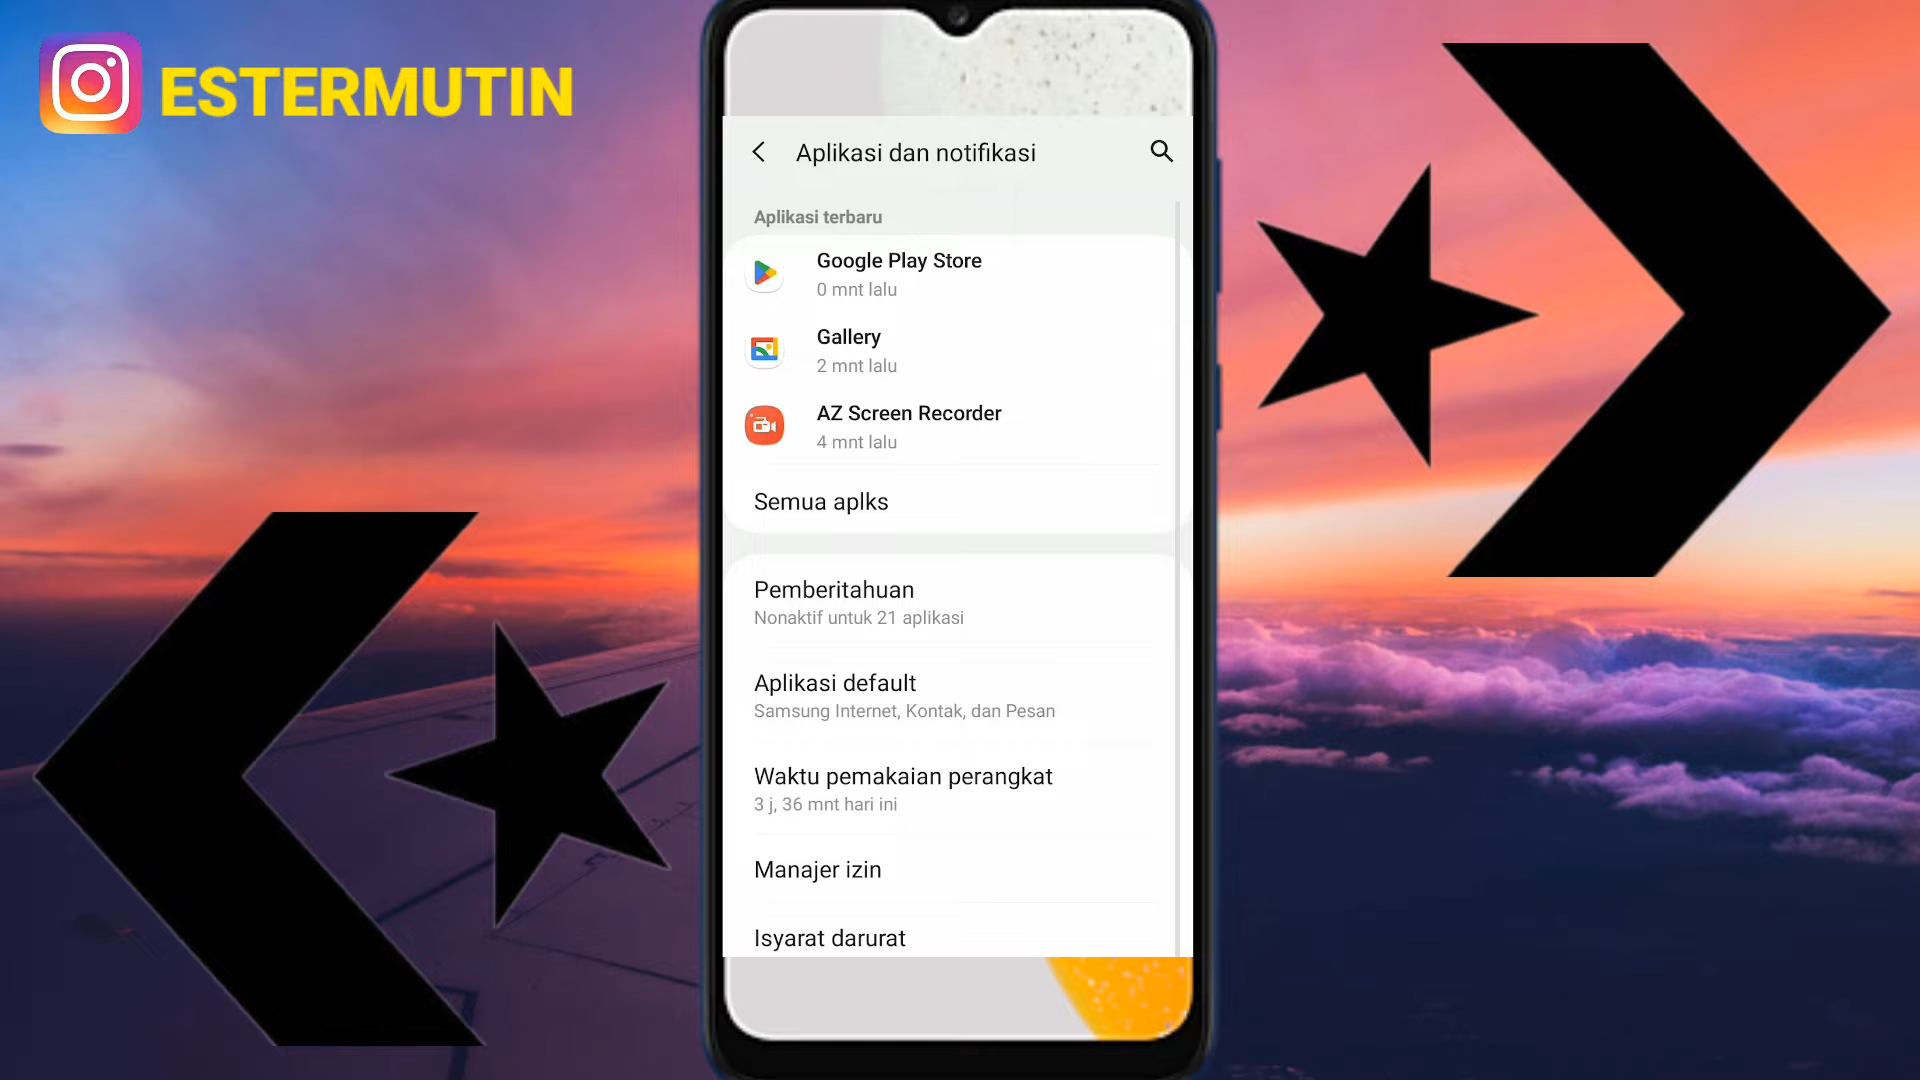 ESTERMUTIN
Aplikasi dan notifikasi
Aplikasi terbaru
Google Play Store
0 mnt lalu
Gallery
2 mnt lalu
AZ Screen Recorder
4 mnt lalu
Semua aplks
Pemberitahuan
Nonaktif untuk 21 aplikasi
Aplikasi default
Samsung Internet, Kontak, dan Pesan
Waktu pemakaian perangkat
3 j, 36 mnt hari ini
Manajer izin
Isyarat darurat